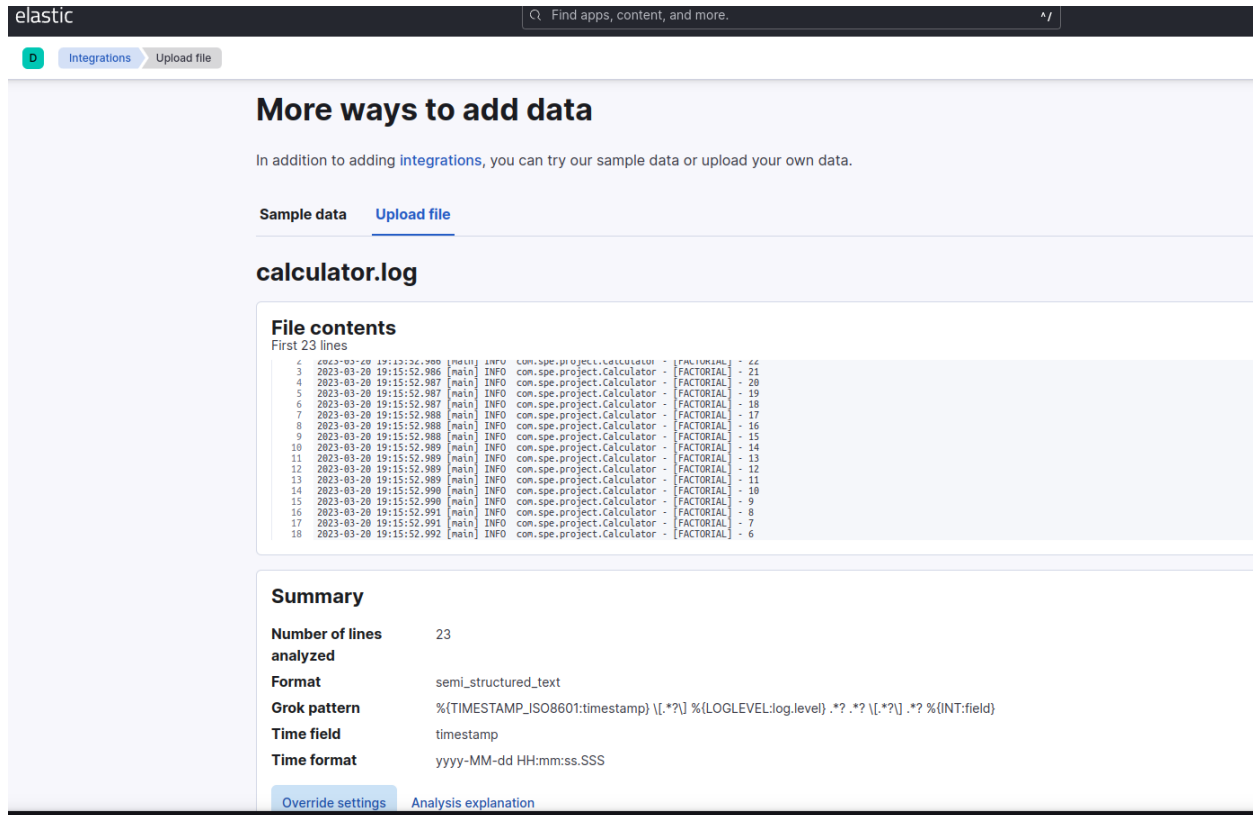 elastic
Find apps, content, and more.
^/
D
Integrations
Upload file
More ways to add data
In addition to adding integrations, you can try our sample data or upload your own data.
Sample data
Upload file
calculator.log
File contents
First 23 lines
2 2023-03-20 19:15:52.986 [main] INFO com.spe.project.Calculator - [FACTORIAL] - 22
3 2023-03-20 19:15:52.986 [main] INFO com.spe.project.Calculator - [FACTORIAL] - 21
4 2023-03-20 19:15:52.987 [main] INFO com.spe.project.Calculator - [FACTORIAL] - 20
5 2023-03-20 19:15:52.987 [main] INFO com.spe.project.Calculator - [FACTORIAL] - 19
6 2023-03-20 19:15:52.987 [main] INFO com.spe.project.Calculator - [FACTORIAL] - 18
7 2023-03-20 19:15:52.988 [main] INFO com.spe.project.Calculator - [FACTORIAL] - 17
8 2023-03-20 19:15:52.988 [main] INFO com.spe.project.Calculator - [FACTORIAL] - 16
9 2023-03-20 19:15:52.988 [main] INFO com.spe.project.Calculator - [FACTORIAL] - 15
10 2023-03-20 19:15:52.989 [main] INFO com.spe.project.Calculator - [FACTORIAL] - 14
11 2023-03-20 19:15:52.989 [main] INFO com.spe.project.Calculator - [FACTORIAL] - 13
12 2023-03-20 19:15:52.989 [main] INFO com.spe.project.Calculator - [FACTORIAL] - 12
13 2023-03-20 19:15:52.989 [main] INFO com.spe.project.Calculator - [FACTORIAL] - 11
14 2023-03-20 19:15:52.990 [main] INFO com.spe.project.Calculator - [FACTORIAL] - 10
15 2023-03-20 19:15:52.990 [main] INFO com.spe.project.Calculator - [FACTORIAL] - 9
16 2023-03-20 19:15:52.991 [main] INFO com.spe.project.Calculator - [FACTORIAL] - 8
17 2023-03-20 19:15:52.991 [main] INFO com.spe.project.Calculator - [FACTORIAL] - 7
18 2023-03-20 19:15:52.992 [main] INFO com.spe.project.Calculator - [FACTORIAL] - 6
Summary
Number of lines analyzed 23
Format semi_structured_text
Grok pattern %{TIMESTAMP_ISO8601:timestamp} \[.*?\] %{LOGLEVEL:log.level} .*? .*? \[.*?\] .*? %{INT:field}
Time field timestamp
Time format yyyy-MM-dd HH:mm:ss.SSS
Override settings
Analysis explanation